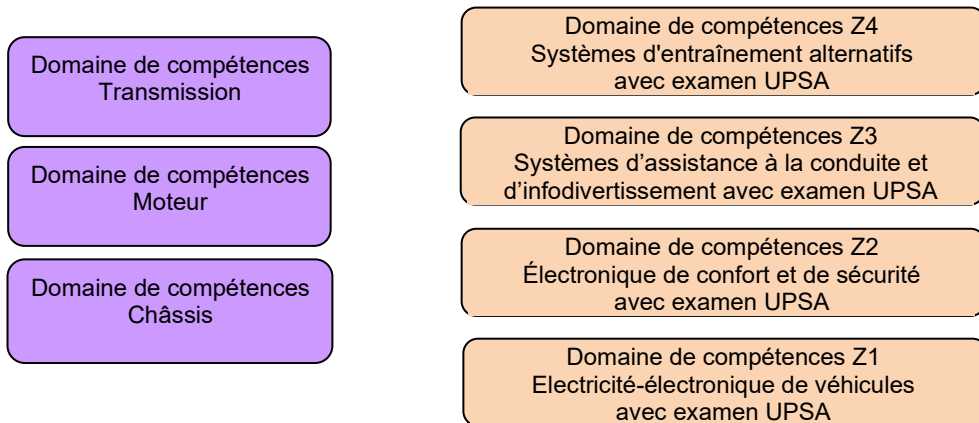 Domaine de compétences
Transmission
Domaine de compétences
Moteur
Domaine de compétences
Châssis
Domaine de compétences Z4
Systèmes d'entraînement alternatifs
avec examen UPSA
Domaine de compétences Z3
Systèmes d’assistance à la conduite et
d’infodivertissement avec examen UPSA
Domaine de compétences Z2
Électronique de confort et de sécurité
avec examen UPSA
Domaine de compétences Z1
Electricité-électronique de véhicules
avec examen UPSA